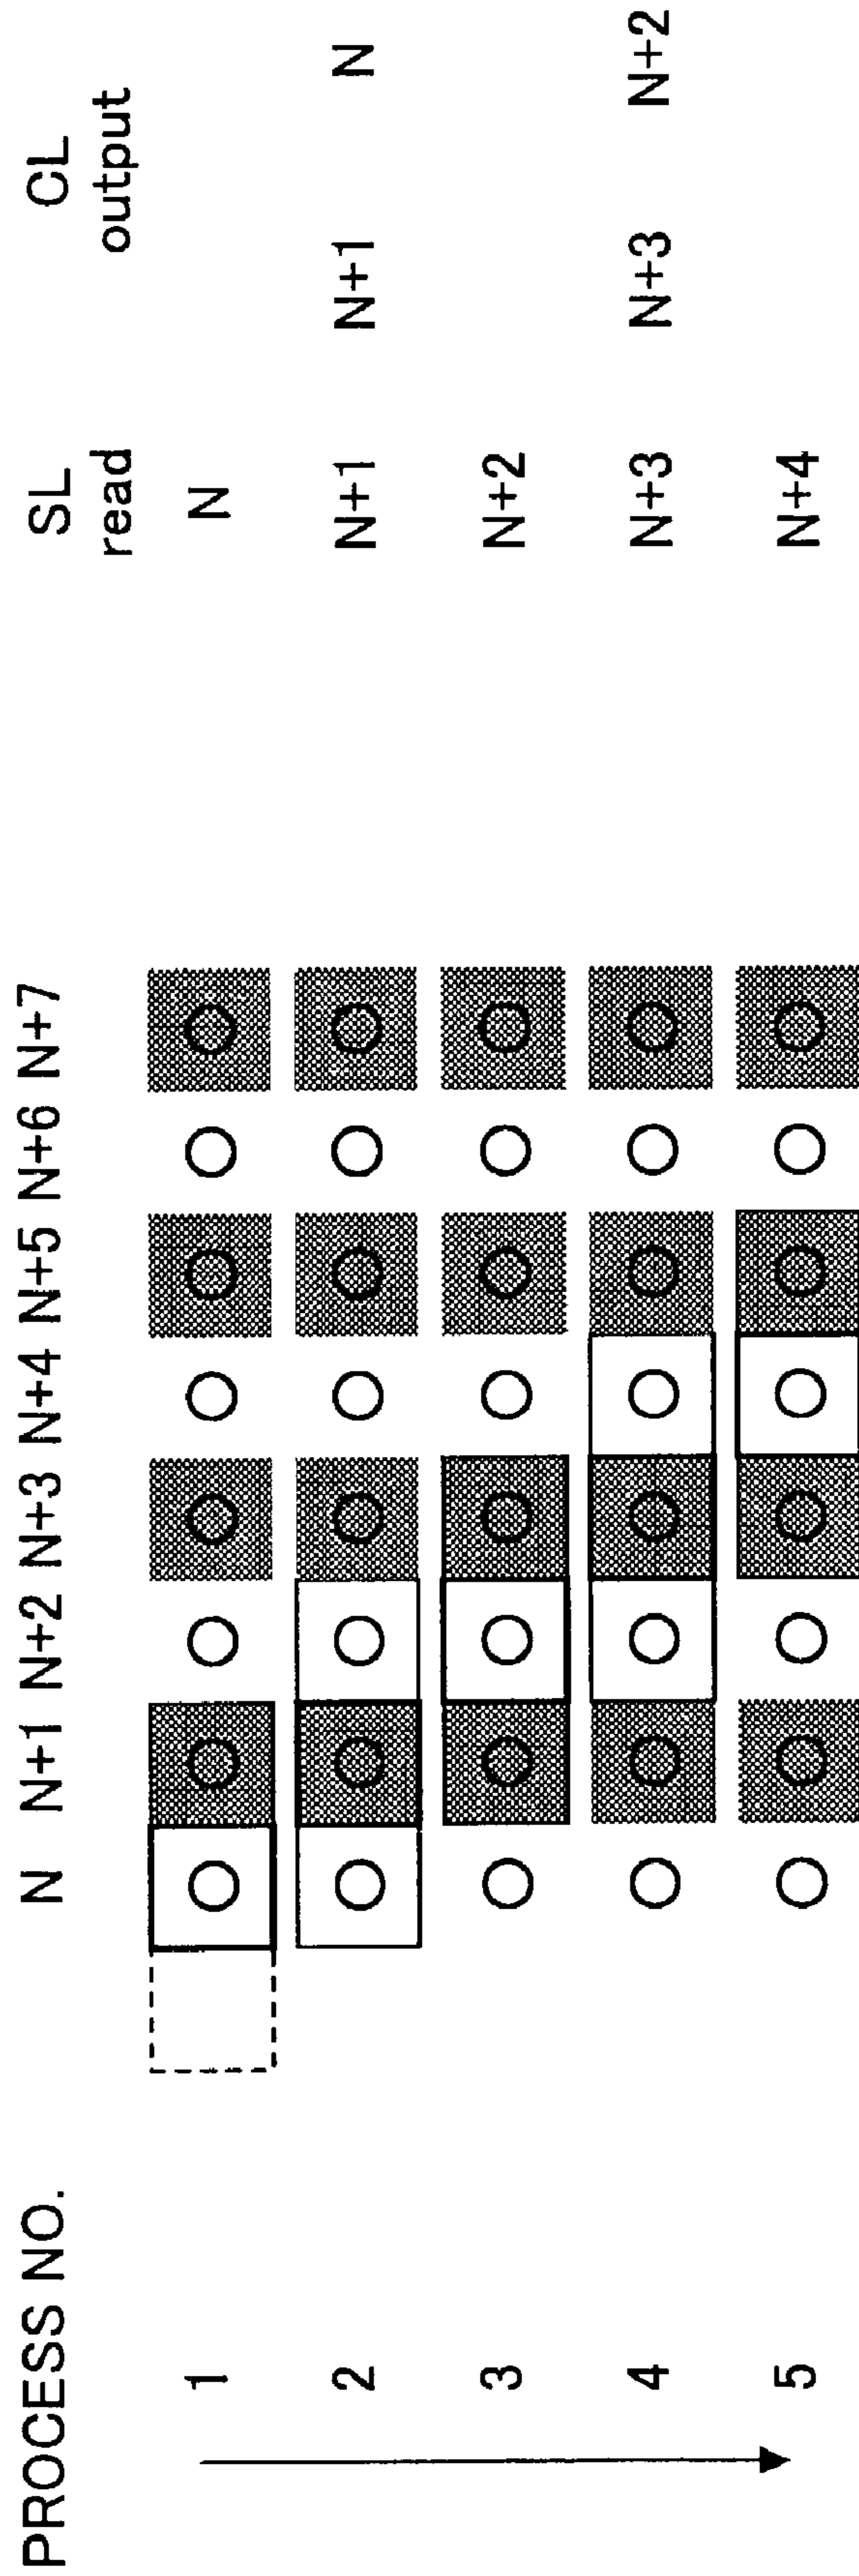 PROCESS NO. N N+1 N+2 N+3 N+4 N+5 N+6 N+7 SL read CL output
1 N
2 N+1 N+1 N
3 N+2
4 N+3 N+3 N+2
5 N+4